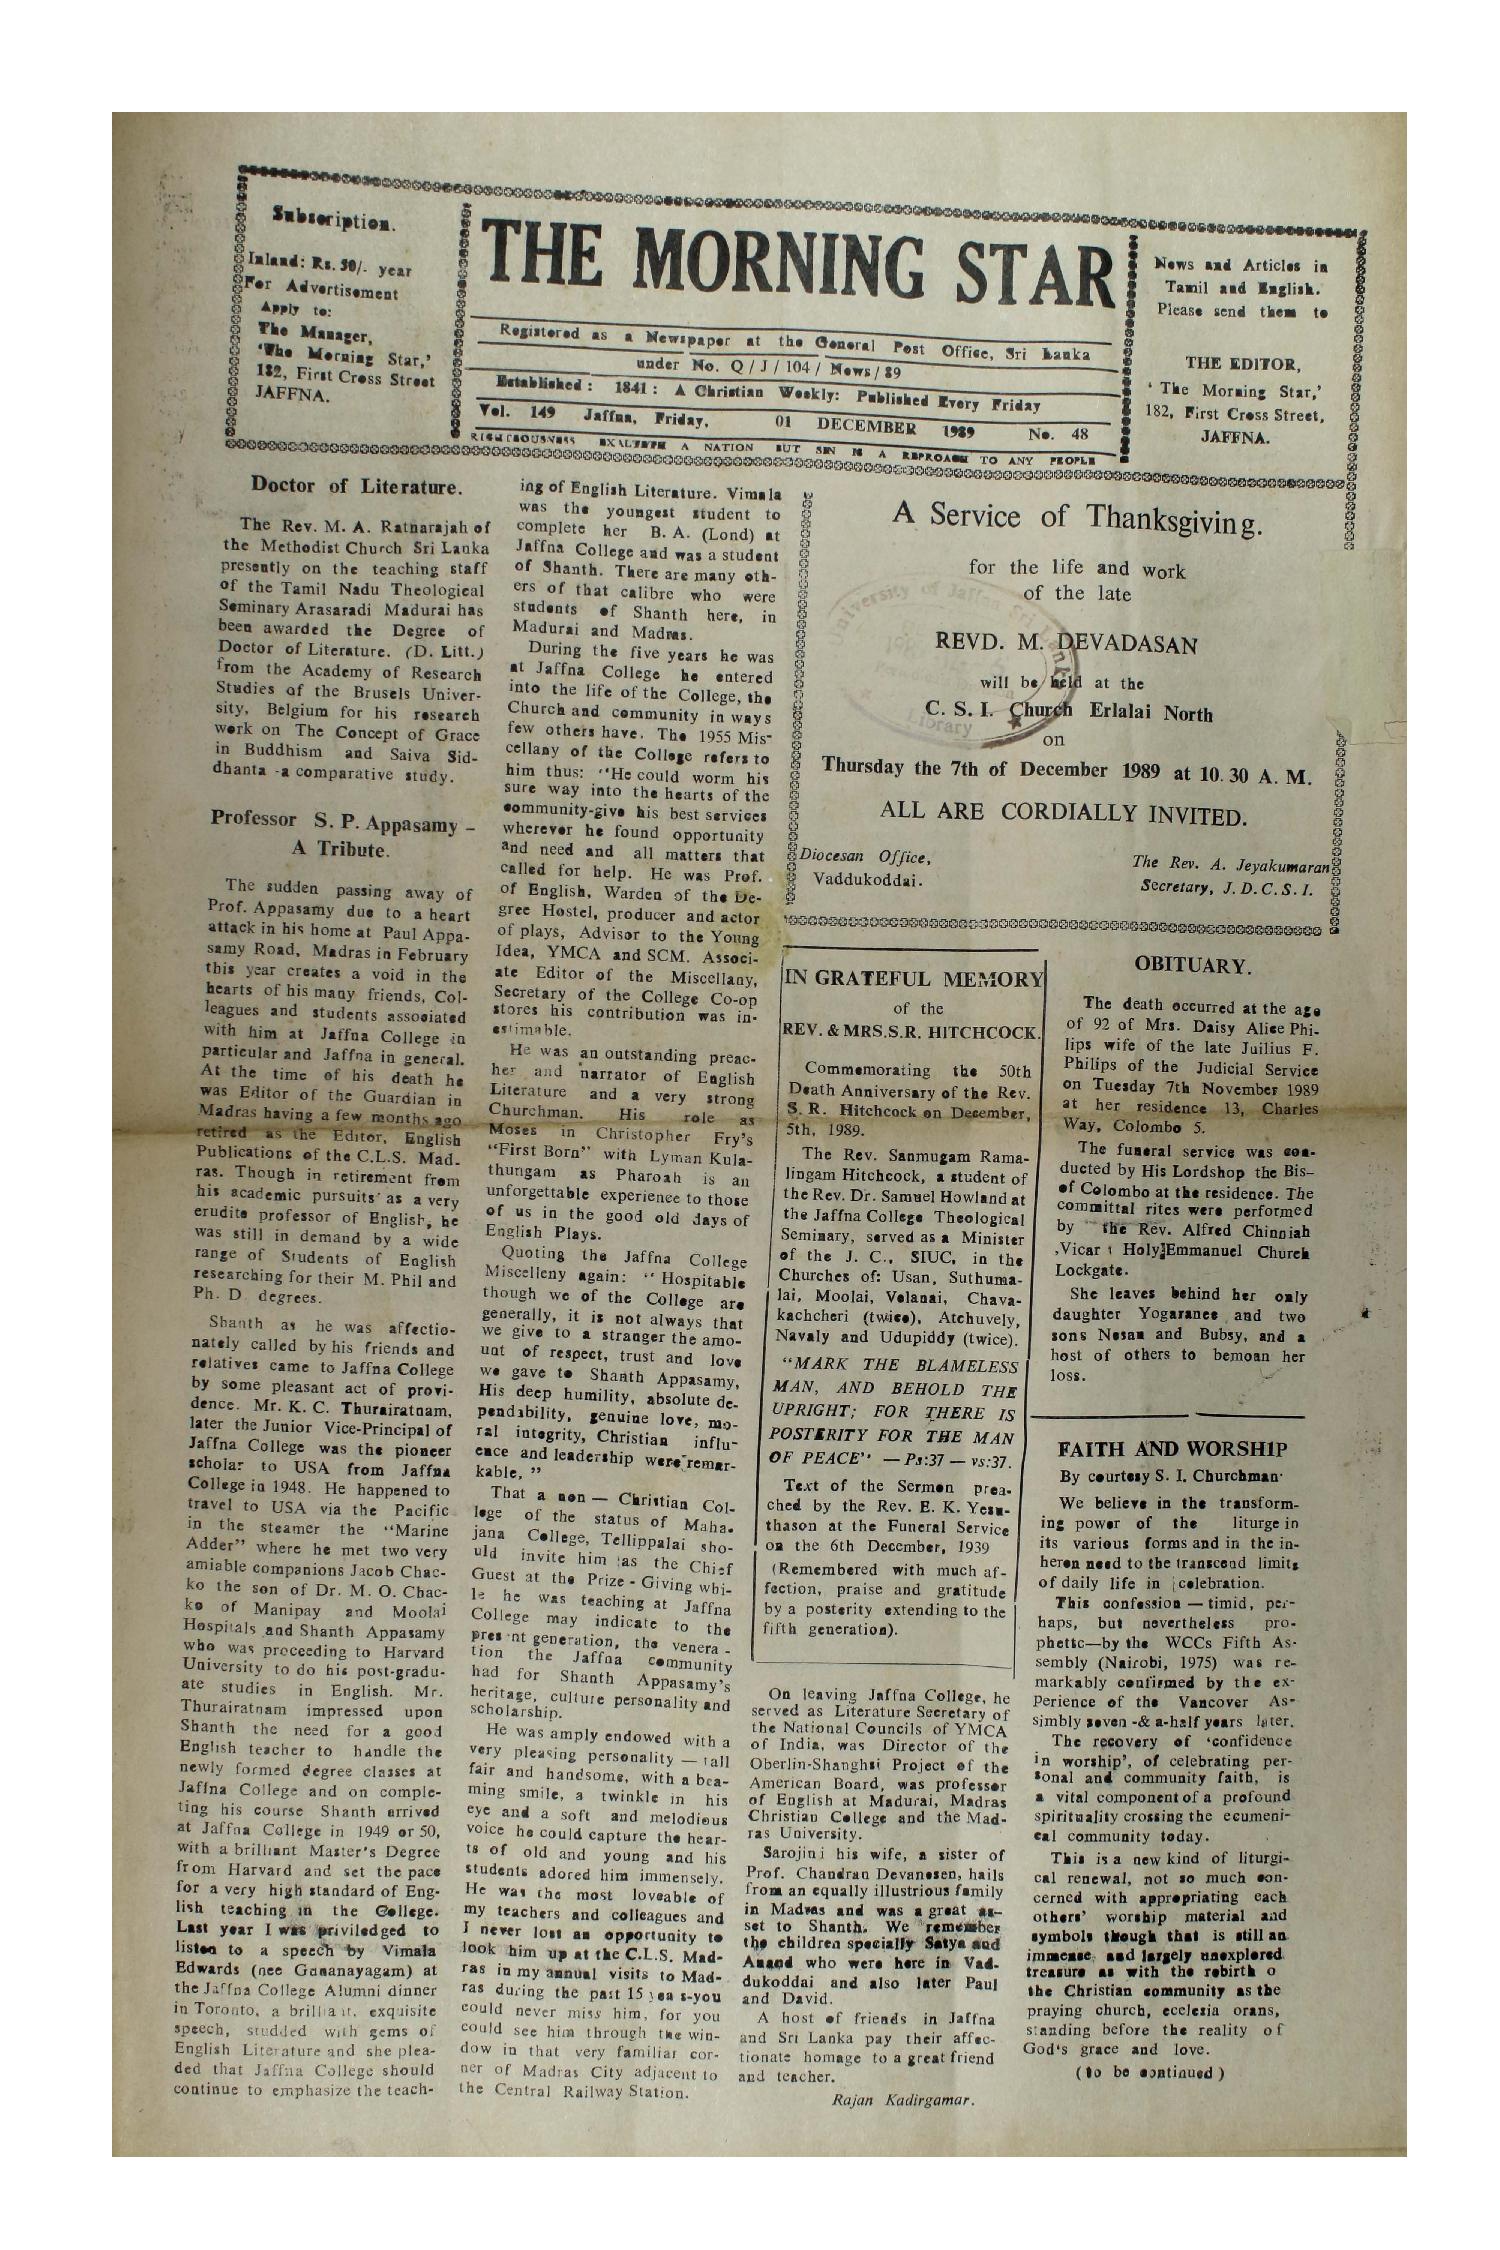 Subscription.
Inland: Rs. 50/- year
For Advertisement
Apply to:
The Manager,
'The Morning Star,'
182, First Cross Street
JAFFNA.
THE MORNING STAR
Registered as a Newspaper at the General Post Office, Sri Lanka
under No. Q / J / 104 / News / 89
Established : 1841 : A Christian Weekly: Published Every Friday
Vol. 149 Jaffna, Friday, 01 DECEMBER 1989 No. 48
RIGHTEOUSNESS EXALTETH A NATION BUT SIN IS A REPROACH TO ANY PEOPLE
News and Articles in
Tamil and English.
Please send them to
THE EDITOR,
' The Morning Star,'
182, First Cross Street,
JAFFNA.
Doctor of Literature.
The Rev. M. A. Ratnarajah of
the Methodist Church Sri Lanka
presently on the teaching staff
of the Tamil Nadu Theological
Seminary Arasaradi Madurai has
been awarded the Degree of
Doctor of Literature. (D. Litt.)
from the Academy of Research
Studies of the Brusels Univer-
sity, Belgium for his research
work on The Concept of Grace
in Buddhism and Saiva Sid-
dhanta -a comparative study.
Professor S. P. Appasamy –
A Tribute.
The sudden passing away of
Prof. Appasamy due to a heart
attack in his home at Paul Appa-
samy Road, Madras in February
this year creates a void in the
hearts of his many friends, Col-
leagues and students associated
with him at Jaffna College in
particular and Jaffna in general.
At the time of his death he
was Editor of the Guardian in
Madras having a few months ago
retired as the Editor, English
Publications of the C.L.S. Mad-
ras. Though in retirement from
his academic pursuits as a very
erudite professor of English, he
was still in demand by a wide
range of Students of English
researching for their M. Phil and
Ph. D degrees.
Shanth as he was affectio-
nately called by his friends and
relatives came to Jaffna College
by some pleasant act of provi-
dence. Mr. K. C. Thurairatnam,
later the Junior Vice-Principal of
Jaffna College was the pioneer
scholar to USA from Jaffna
College in 1948. He happened to
travel to USA via the Pacific
in the steamer the "Marine
Adder" where he met two very
amiable companions Jacob Chac-
ko the son of Dr. M. O. Chac-
ko of Manipay and Moolai
Hospitals and Shanth Appasamy
who was proceeding to Harvard
University to do his post-gradu-
ate studies in English. Mr.
Thurairatnam impressed upon
Shanth the need for a good
English teacher to handle the
newly formed degree classes at
Jaffna College and on comple-
ting his course Shanth arrived
at Jaffna College in 1949 or 50,
with a brilliant Master's Degree
from Harvard and set the pace
for a very high standard of Eng-
lish teaching in the College.
Last year I was priviledged to
listen to a speech by Vimala
Edwards (nee Gunanayagam) at
the Jaffna College Alumni dinner
in Toronto, a brilliant, exquisite
speech, studded with gems of
English Literature and she plea-
ded that Jaffna College should
continue to emphasize the teach-
ing of English Literature. Vimala
was the youngest student to
complete her B. A. (Lond) at
Jaffna College and was a student
of Shanth. There are many oth-
ers of that calibre who were
students of Shanth here, in
Madurai and Madras.
During the five years he was
at Jaffna College he entered
into the life of the College, the
Church and community in ways
few others have. The 1955 Mis-
cellany of the College refers to
him thus: "He could worm his
sure way into the hearts of the
community-give his best services
wherever he found opportunity
and need and all matters that
called for help. He was Prof.
of English, Warden of the De-
gree Hostel, producer and actor
of plays, Advisor to the Young
Idea, YMCA and SCM. Associ-
ate Editor of the Miscellany,
Secretary of the College Co-op
stores his contribution was in-
estimable.
He was an outstanding preac-
her and narrator of English
Literature and a very strong
Churchman. His role as
Moses in Christopher Fry's
"First Born" with Lyman Kula-
thungam as Pharoah is an
unforgettable experience to those
of us in the good old days of
English Plays.
Quoting the Jaffna College
Miscelleny again: " Hospitable
though we of the College are
generally, it is not always that
we give to a stranger the amo-
unt of respect, trust and love
we gave to Shanth Appasamy,
His deep humility, absolute de-
pendability, genuine love, mo-
ral integrity, Christian influ-
ence and leadership were remar-
kable, "
That a non — Christian Col-
lege of the status of Maha-
jana College, Tellippalai sho-
uld invite him as the Chief
Guest at the Prize - Giving whi-
le he was teaching at Jaffna
College may indicate to the
present generation, the venera -
tion the Jaffna community
had for Shanth Appasamy's
heritage, culture personality and
scholarship.
He was amply endowed with a
very pleasing personality — tall
fair and handsome, with a bea-
ming smile, a twinkle in his
eye and a soft and melodious
voice he could capture the hear-
ts of old and young and his
students adored him immensely.
He was the most loveable of
my teachers and colleagues and
I never lost an opportunity to
look him up at the C.L.S. Mad-
ras in my annual visits to Mad-
ras during the past 15 yea s-you
could never miss him, for you
could see him through the win-
dow in that very familiar cor-
ner of Madras City adjacent to
the Central Railway Station.
A Service of Thanksgiving.
for the life and work
of the late
REVD. M. DEVADASAN
will be held at the
C. S. I. Church Erlalai North
on
Thursday the 7th of December 1989 at 10. 30 A. M.
ALL ARE CORDIALLY INVITED.
Diocesan Office,
Vaddukoddai.
The Rev. A. Jeyakumaran
Secretary, J. D. C. S. I.
University of Jaffna Sri Lanka
Library
IN GRATEFUL MEMORY
of the
REV. & MRS.S.R. HITCHCOCK.
Commemorating the 50th
Death Anniversary of the Rev.
S. R. Hitchcock on December,
5th, 1989.
The Rev. Sanmugam Rama-
lingam Hitchcock, a student of
the Rev. Dr. Samuel Howland at
the Jaffna College Theological
Seminary, served as a Minister
of the J. C., SIUC, in the
Churches of: Usan, Suthuma-
lai, Moolai, Velanai, Chava-
kachcheri (twice), Atchuvely,
Navaly and Udupiddy (twice).
"MARK THE BLAMELESS
MAN, AND BEHOLD THE
UPRIGHT; FOR THERE IS
POSTERITY FOR THE MAN
OF PEACE" — Ps:37 — vs:37.
Text of the Sermon prea-
ched by the Rev. E. K. Yesu-
thason at the Funeral Service
on the 6th December, 1939
(Remembered with much af-
fection, praise and gratitude
by a posterity extending to the
fifth generation).
On leaving Jaffna College, he
served as Literature Secretary of
the National Councils of YMCA
of India, was Director of the
Oberlin-Shanghsi Project of the
American Board, was professor
of English at Madurai, Madras
Christian College and the Mad-
ras University.
Sarojini his wife, a sister of
Prof. Chandran Devanesen, hails
from an equally illustrious family
in Madras and was a great as-
set to Shanth. We remember
the children specially Satya and
Anand who were here in Vad-
dukoddai and also later Paul
and David.
A host of friends in Jaffna
and Sri Lanka pay their affec-
tionate homage to a great friend
and teacher.
Rajan Kadirgamar.
OBITUARY.
The death occurred at the age
of 92 of Mrs. Daisy Alice Phi-
lips wife of the late Juilius F.
Philips of the Judicial Service
on Tuesday 7th November 1989
at her residence 13, Charles
Way, Colombo 5.
The funeral service was con-
ducted by His Lordshop the Bis-
of Colombo at the residence. The
committal rites were performed
by the Rev. Alfred Chinniah
,Vicar Holy Emmanuel Church
Lockgate.
She leaves behind her only
daughter Yogaranee and two
sons Nesan and Bubsy, and a
host of others to bemoan her
loss.
FAITH AND WORSHIP
By courtesy S. I. Churchman
We believe in the transform-
ing power of the liturge in
its various forms and in the in-
heren need to the transcend limits
of daily life in celebration.
This confession — timid, per-
haps, but nevertheless pro-
phettc—by the WCCs Fifth As-
sembly (Nairobi, 1975) was re-
markably confirmed by the ex-
perience of the Vancover As-
simbly seven -& a-half years later.
The recovery of 'confidence
in worship', of celebrating per-
sonal and community faith, is
a vital component of a profound
spirituality crossing the ecumeni-
cal community today.
This is a new kind of liturgi-
cal renewal, not so much con-
cerned with appropriating each
others' worship material and
symbols though that is still an
immense and largely unexplored
treasure as with the rebirth o
the Christian community as the
praying church, ecclesia orans,
standing before the reality of
God's grace and love.
( to be continued )